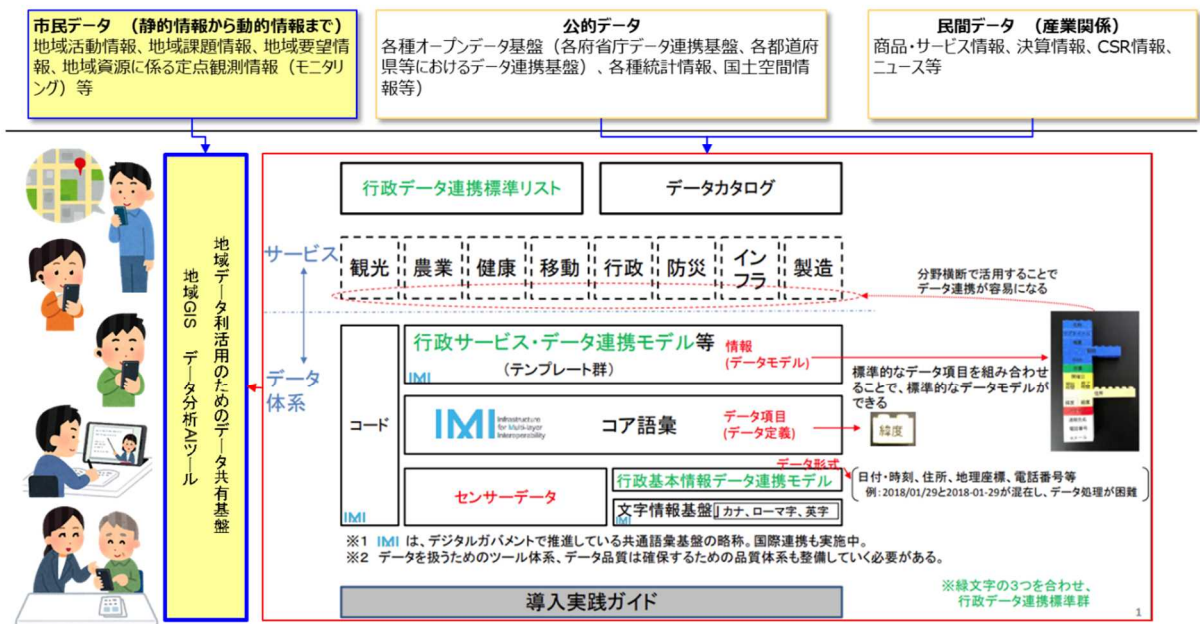 市民データ （静的情報から動的情報まで）
地域活動情報、地域課題情報、地域要望情
報、地域資源に係る定点観測情報（モニタリ
ング）等
公的データ
各種オープンデータ基盤（各府省庁データ連携基盤、各都道府
県等におけるデータ連携基盤）、各種統計情報、国土空間情
報等）
民間データ （産業関係）
商品・サービス情報、決算情報、CSR情報、
ニュース等
地域データ利活用のためのデータ共有基盤
地域GIS データ分析AIツール
行政データ連携標準リスト
データカタログ
サービス
観光
農業
健康
移動
行政
防災
イン
フラ
製造
分野横断で活用することで
データ連携が容易になる
データ
体系
コード
IMI
行政サービス・データ連携モデル等
（テンプレート群）
IMI
情報
(データモデル)
標準的なデータ項目を組み合わせ
ることで、標準的なデータモデルが
できる
IMI
Infrastructure
for Multi-layer
Interoperability
コア語彙
データ項目
(データ定義)
緯度
センサーデータ
データ形式
行政基本情報データ連携モデル
文字情報基盤
カナ、ローマ字、英字
IMI
日付・時刻、住所、地理座標、電話番号等
例：2018/01/29と2018-01-29が混在し、データ処理が困難
※1 IMI は、デジタルガバメントで推進している共通語彙基盤の略称。国際連携も実施中。
※2 データを扱うためのツール体系、データ品質は確保するための品質体系も整備していく必要がある。
導入実践ガイド
※緑文字の3つを合わせ、
行政データ連携標準群
1